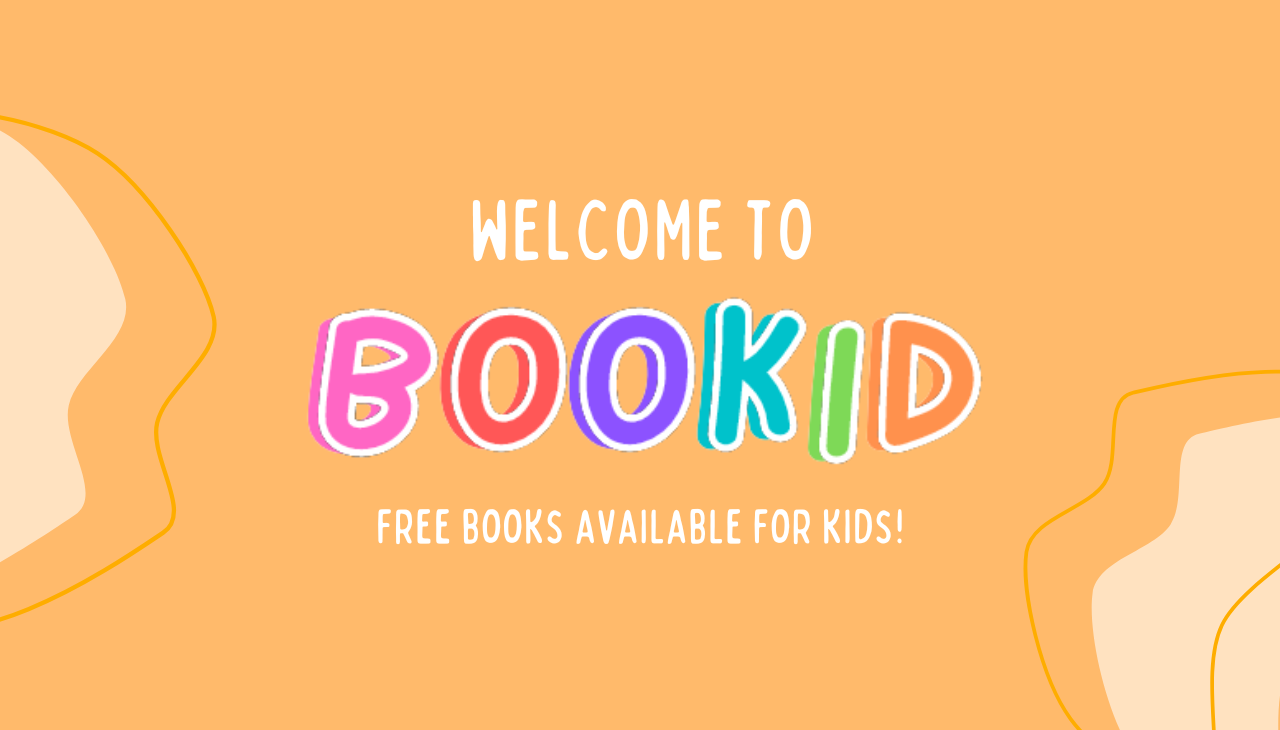 WELCOME TO
BOOKID
FREE BOOKS AVAILABLE FOR KIDS!